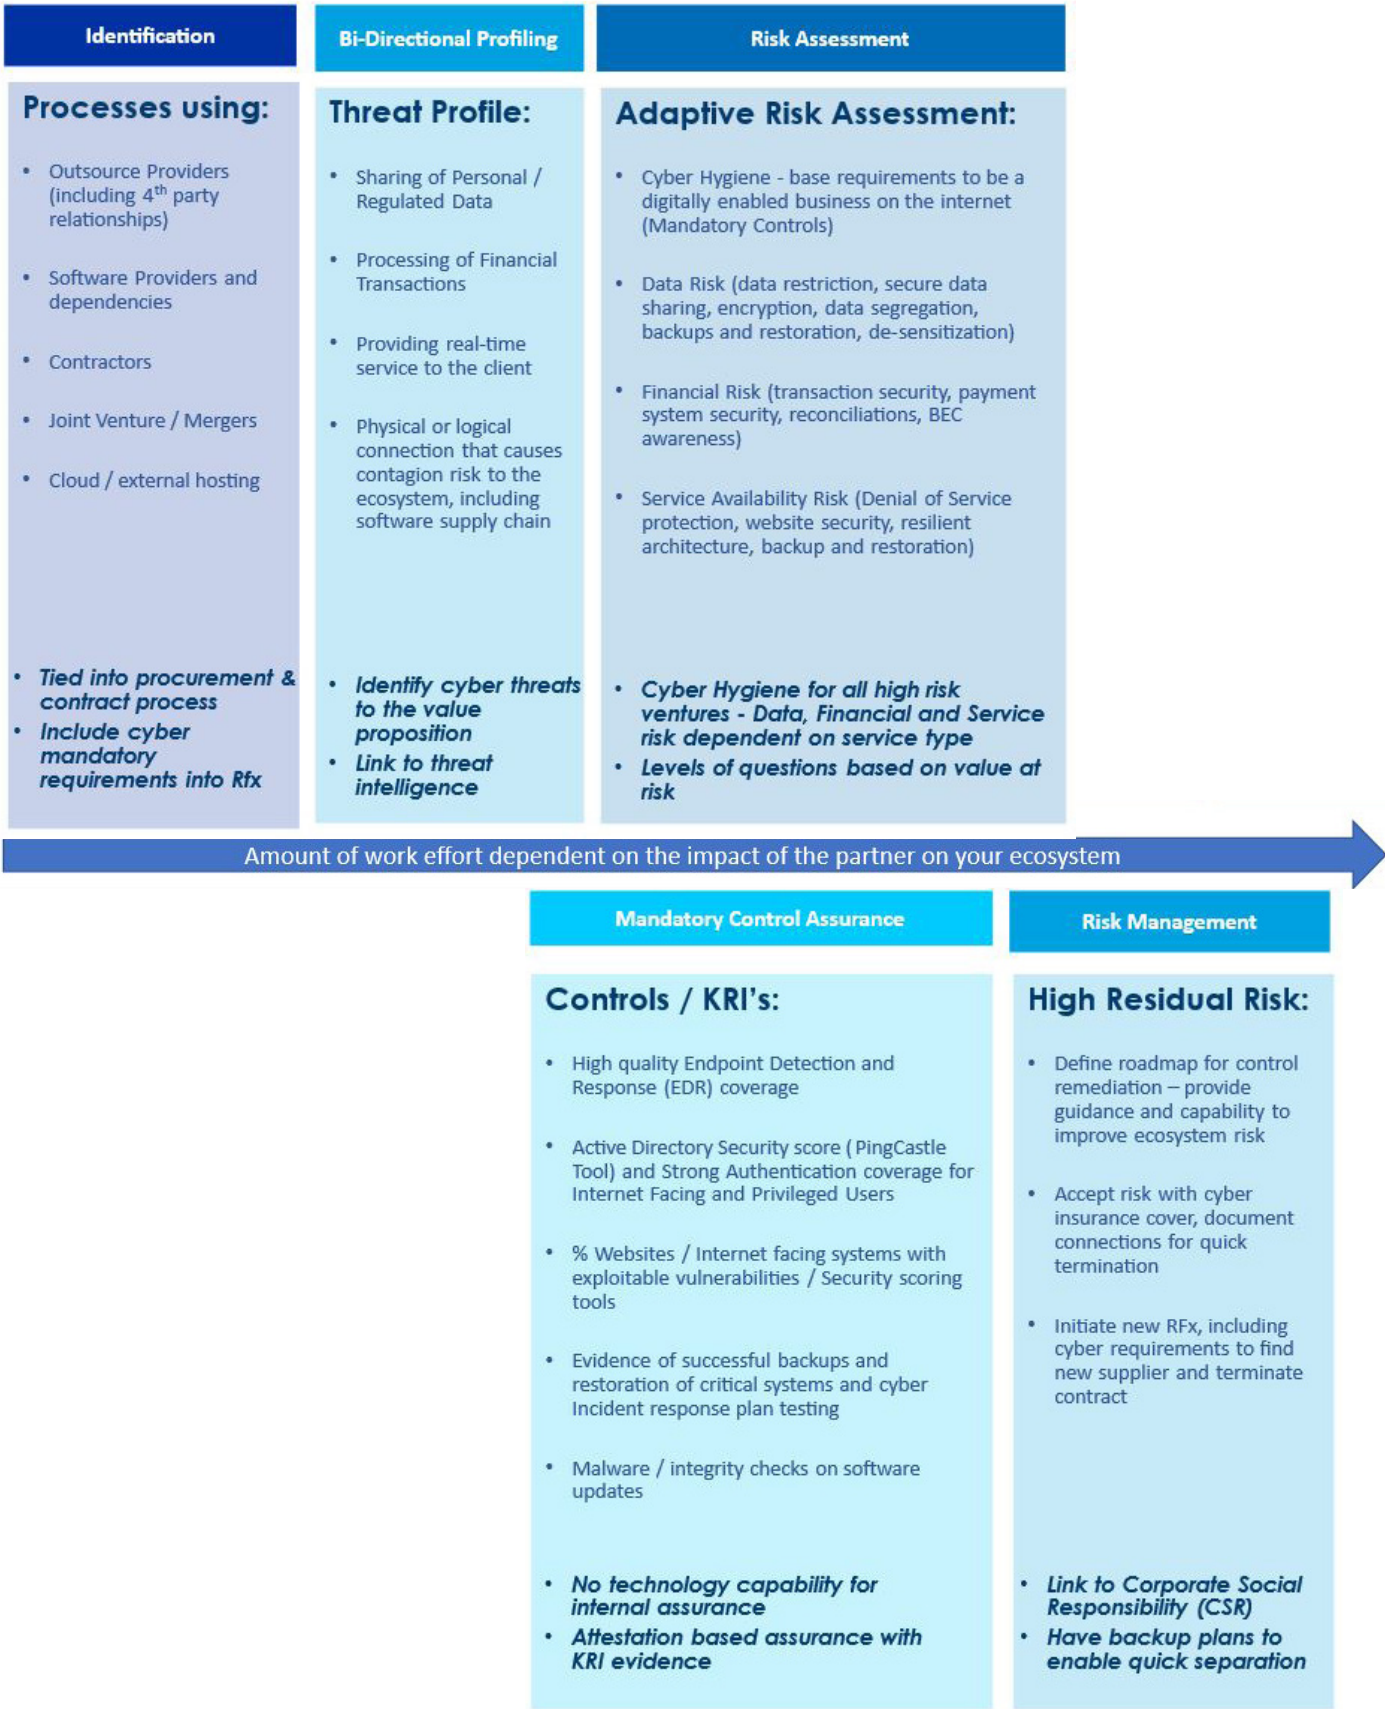 Identification
Processes using:
• Outsource Providers
(including 4th party
relationships)
• Software Providers and
dependencies
• Contractors
• Joint Venture / Mergers
• Cloud / external hosting
• Tied into procurement &
contract process
• Include cyber
mandatory
requirements into Rfx
Bi-Directional Profiling
Threat Profile:
• Sharing of Personal /
Regulated Data
• Processing of Financial
Transactions
• Providing real-time
service to the client
• Physical or logical
connection that causes
contagion risk to the
ecosystem, including
software supply chain
• Identify cyber threats
to the value
proposition
• Link to threat
intelligence
Risk Assessment
Adaptive Risk Assessment:
• Cyber Hygiene - base requirements to be a
digitally enabled business on the internet
(Mandatory Controls)
• Data Risk (data restriction, secure data
sharing, encryption, data segregation,
backups and restoration, de-sensitization)
• Financial Risk (transaction security, payment
system security, reconciliations, BEC
awareness)
• Service Availability Risk (Denial of Service
protection, website security, resilient
architecture, backup and restoration)
• Cyber Hygiene for all high risk
ventures - Data, Financial and Service
risk dependent on service type
• Levels of questions based on value at
risk
Amount of work effort dependent on the impact of the partner on your ecosystem
Mandatory Control Assurance
Controls / KRI's:
• High quality Endpoint Detection and
Response (EDR) coverage
• Active Directory Security score ( PingCastle
Tool) and Strong Authentication coverage for
Internet Facing and Privileged Users
• % Websites / Internet facing systems with
exploitable vulnerabilities / Security scoring
tools
• Evidence of successful backups and
restoration of critical systems and cyber
Incident response plan testing
• Malware / integrity checks on software
updates
• No technology capability for
internal assurance
• Attestation based assurance with
KRI evidence
Risk Management
High Residual Risk:
• Define roadmap for control
remediation – provide
guidance and capability to
improve ecosystem risk
• Accept risk with cyber
insurance cover, document
connections for quick
termination
• Initiate new RFx, including
cyber requirements to find
new supplier and terminate
contract
• Link to Corporate Social
Responsibility (CSR)
• Have backup plans to
enable quick separation